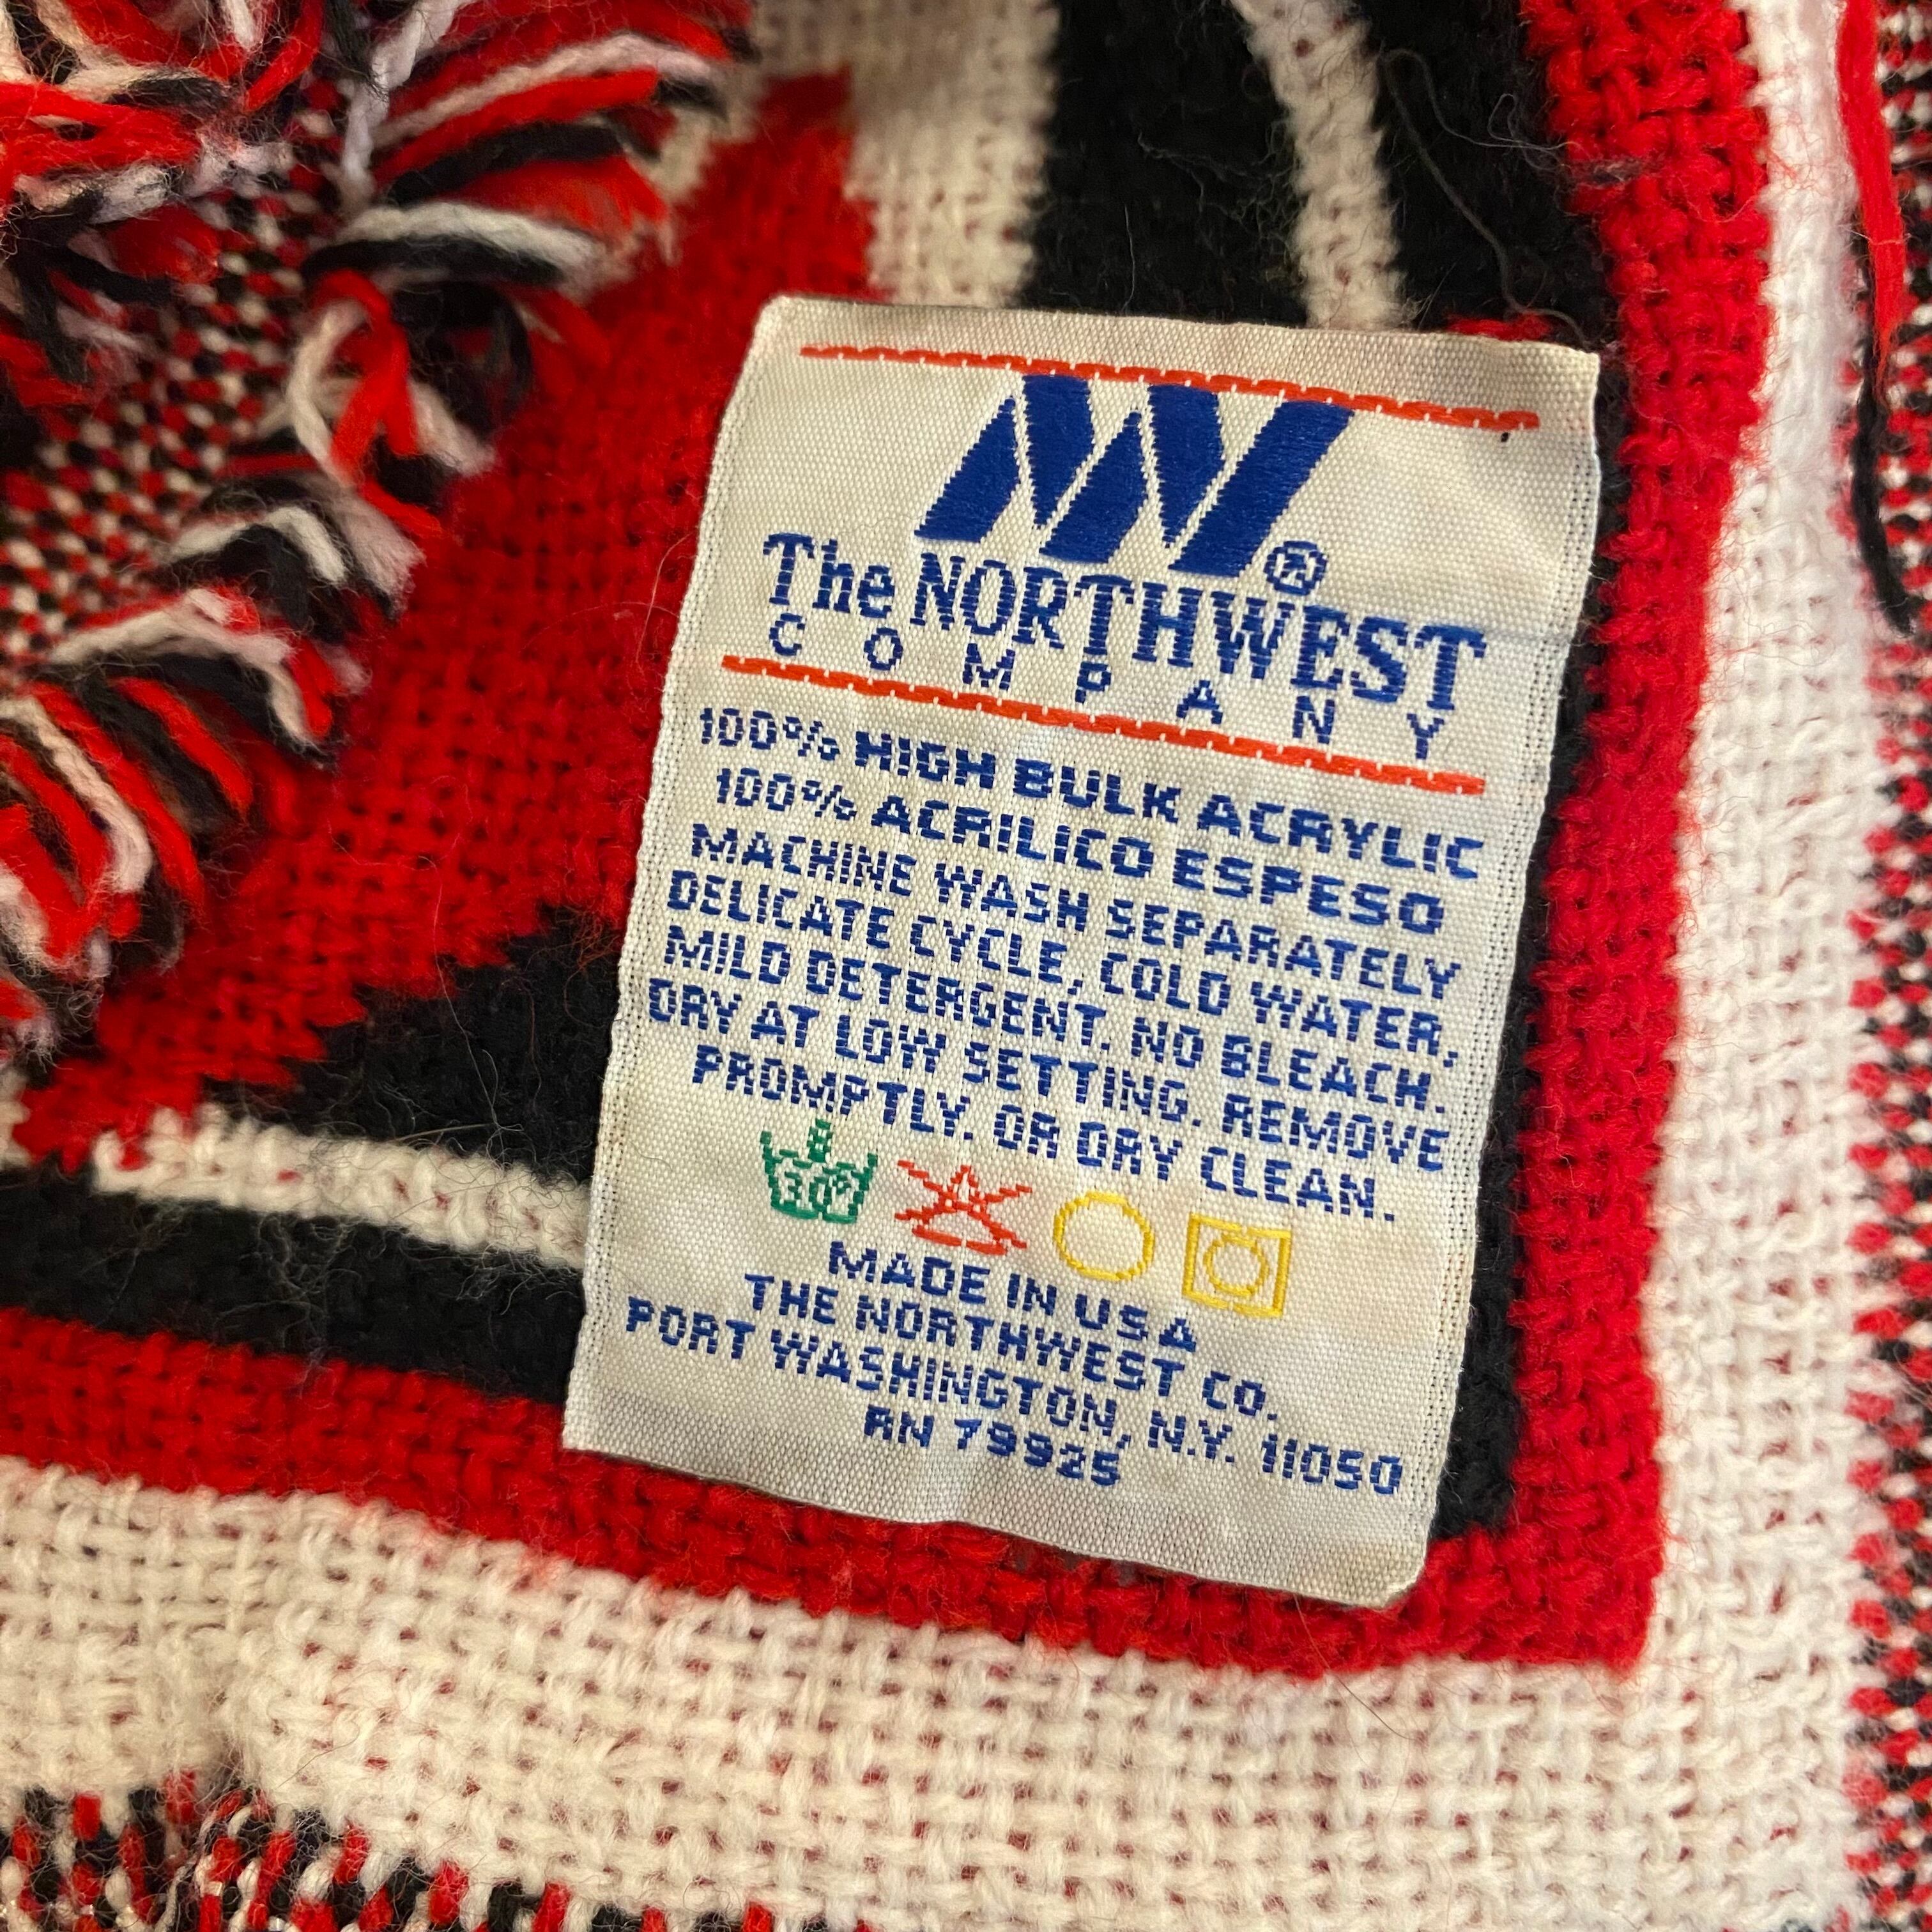 ®
The NORTHWEST
COMPANY
100% HIGH BULK ACRYLIC
100% ACRILICO ESPESO
MACHINE WASH SEPARATELY
DELICATE CYCLE, COLD WATER,
MILD DETERGENT. NO BLEACH.
DRY AT LOW SETTING. REMOVE
PROMPTLY. OR DRY CLEAN.
30°
MADE IN USA
THE NORTHWEST CO.
PORT WASHINGTON, N.Y. 11050
RN 79925